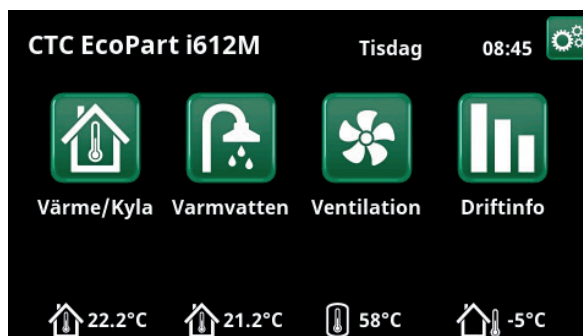 CTC EcoPart i612M Tisdag 08:45
Värme/Kyla Varmvatten Ventilation Driftinfo
22.2°C 21.2°C 58°C -5°C